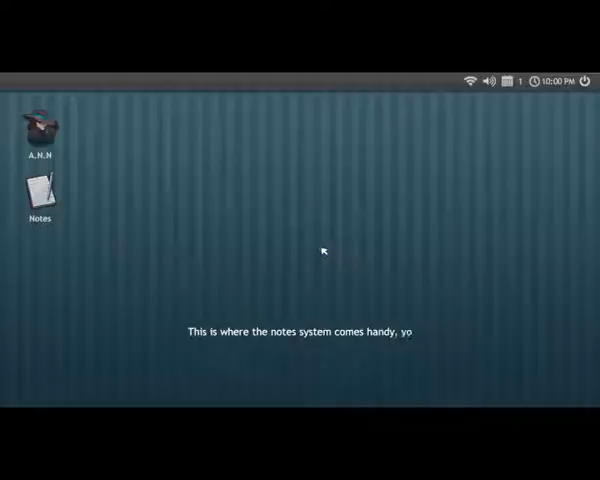 1 10:00 PM
A.N.N
Notes
This is where the notes system comes handy, yo